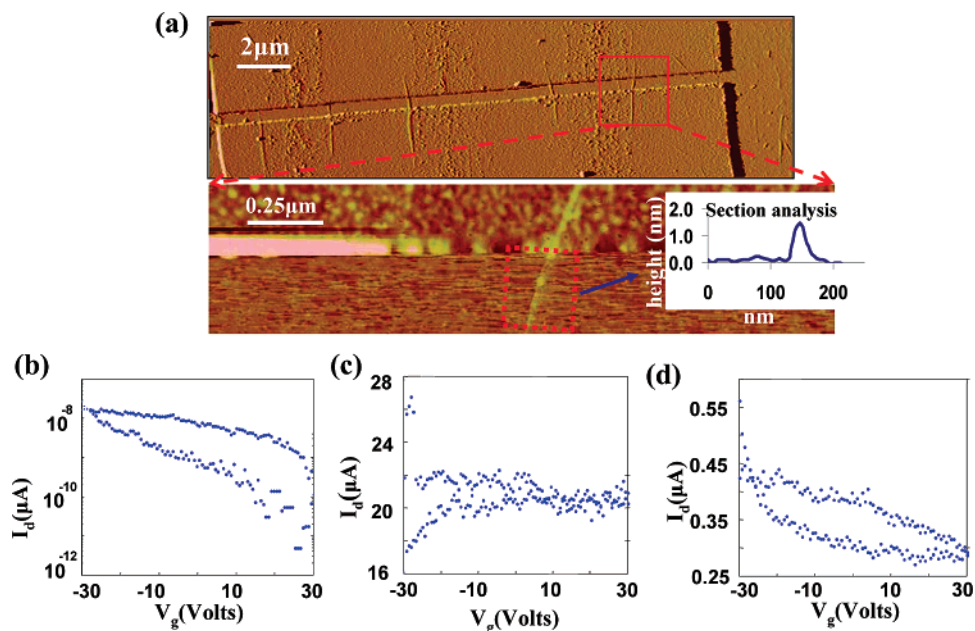 (a)
2μm
0.25μm
Section analysis
height (nm)
2.0
1.0
0.0
0 100 200
nm
(b)
I_d(μA)
10^-8
10^-10
10^-12
-30 -10 10 30
V_g(Volts)
(c)
I_d(μA)
28
24
20
16
-30 -10 10 30
V_g(Volts)
(d)
I_d(μA)
0.55
0.45
0.35
0.25
-30 -10 10 30
V_g(Volts)